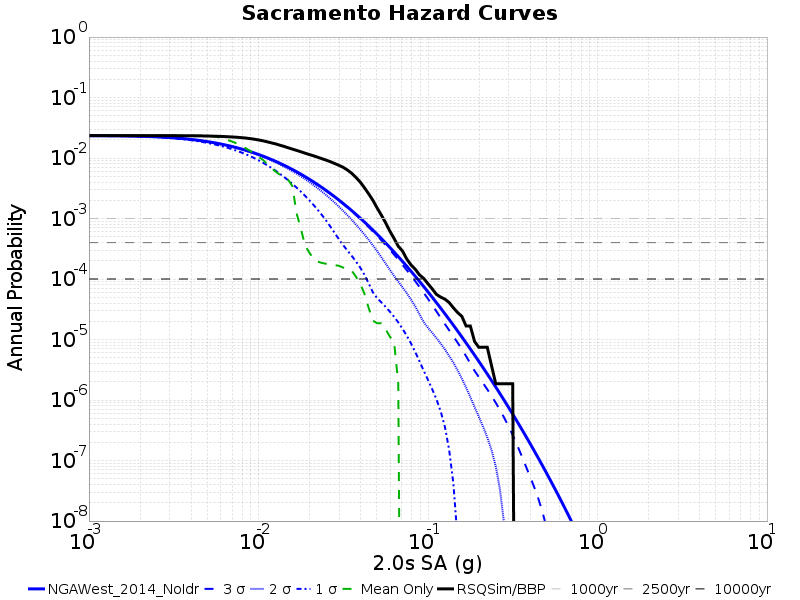 Sacramento Hazard Curves
10^0
10^-1
10^-2
10^-3
10^-4
10^-5
10^-6
10^-7
10^-8
Annual Probability
10^-3 10^-2 10^-1 10^0 10^1
2.0s SA (g)
NGAWest_2014_NoIdr 3 σ 2 σ 1 σ Mean Only RSQSim/BBP 1000yr 2500yr 10000yr